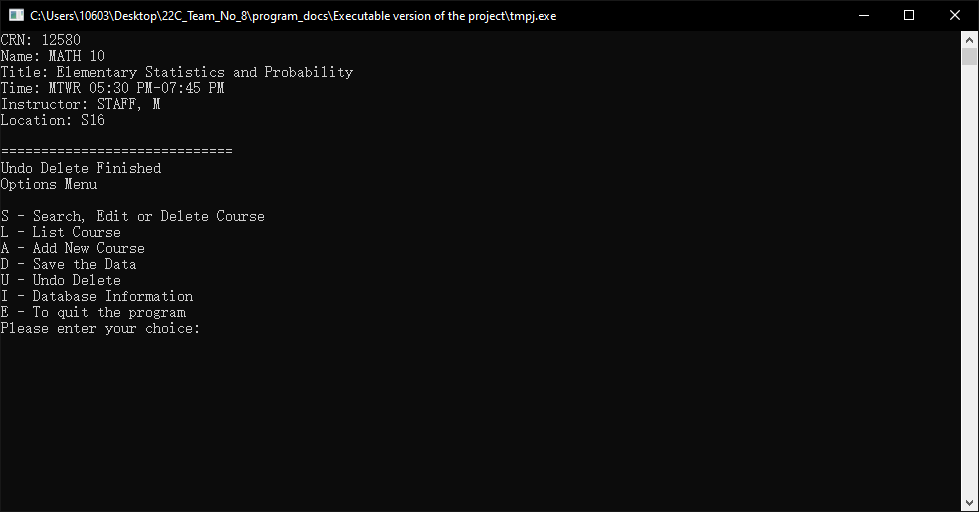 C:\Users\10603\Desktop\22C_Team_No_8\program_docs\Executable version of the project\tmpj.exe
CRN: 12580
Name: MATH 10
Title: Elementary Statistics and Probability
Time: MTWR 05:30 PM-07:45 PM
Instructor: STAFF, M
Location: S16
=============================
Undo Delete Finished
Options Menu
S - Search, Edit or Delete Course
L - List Course
A - Add New Course
D - Save the Data
U - Undo Delete
I - Database Information
E - To quit the program
Please enter your choice: